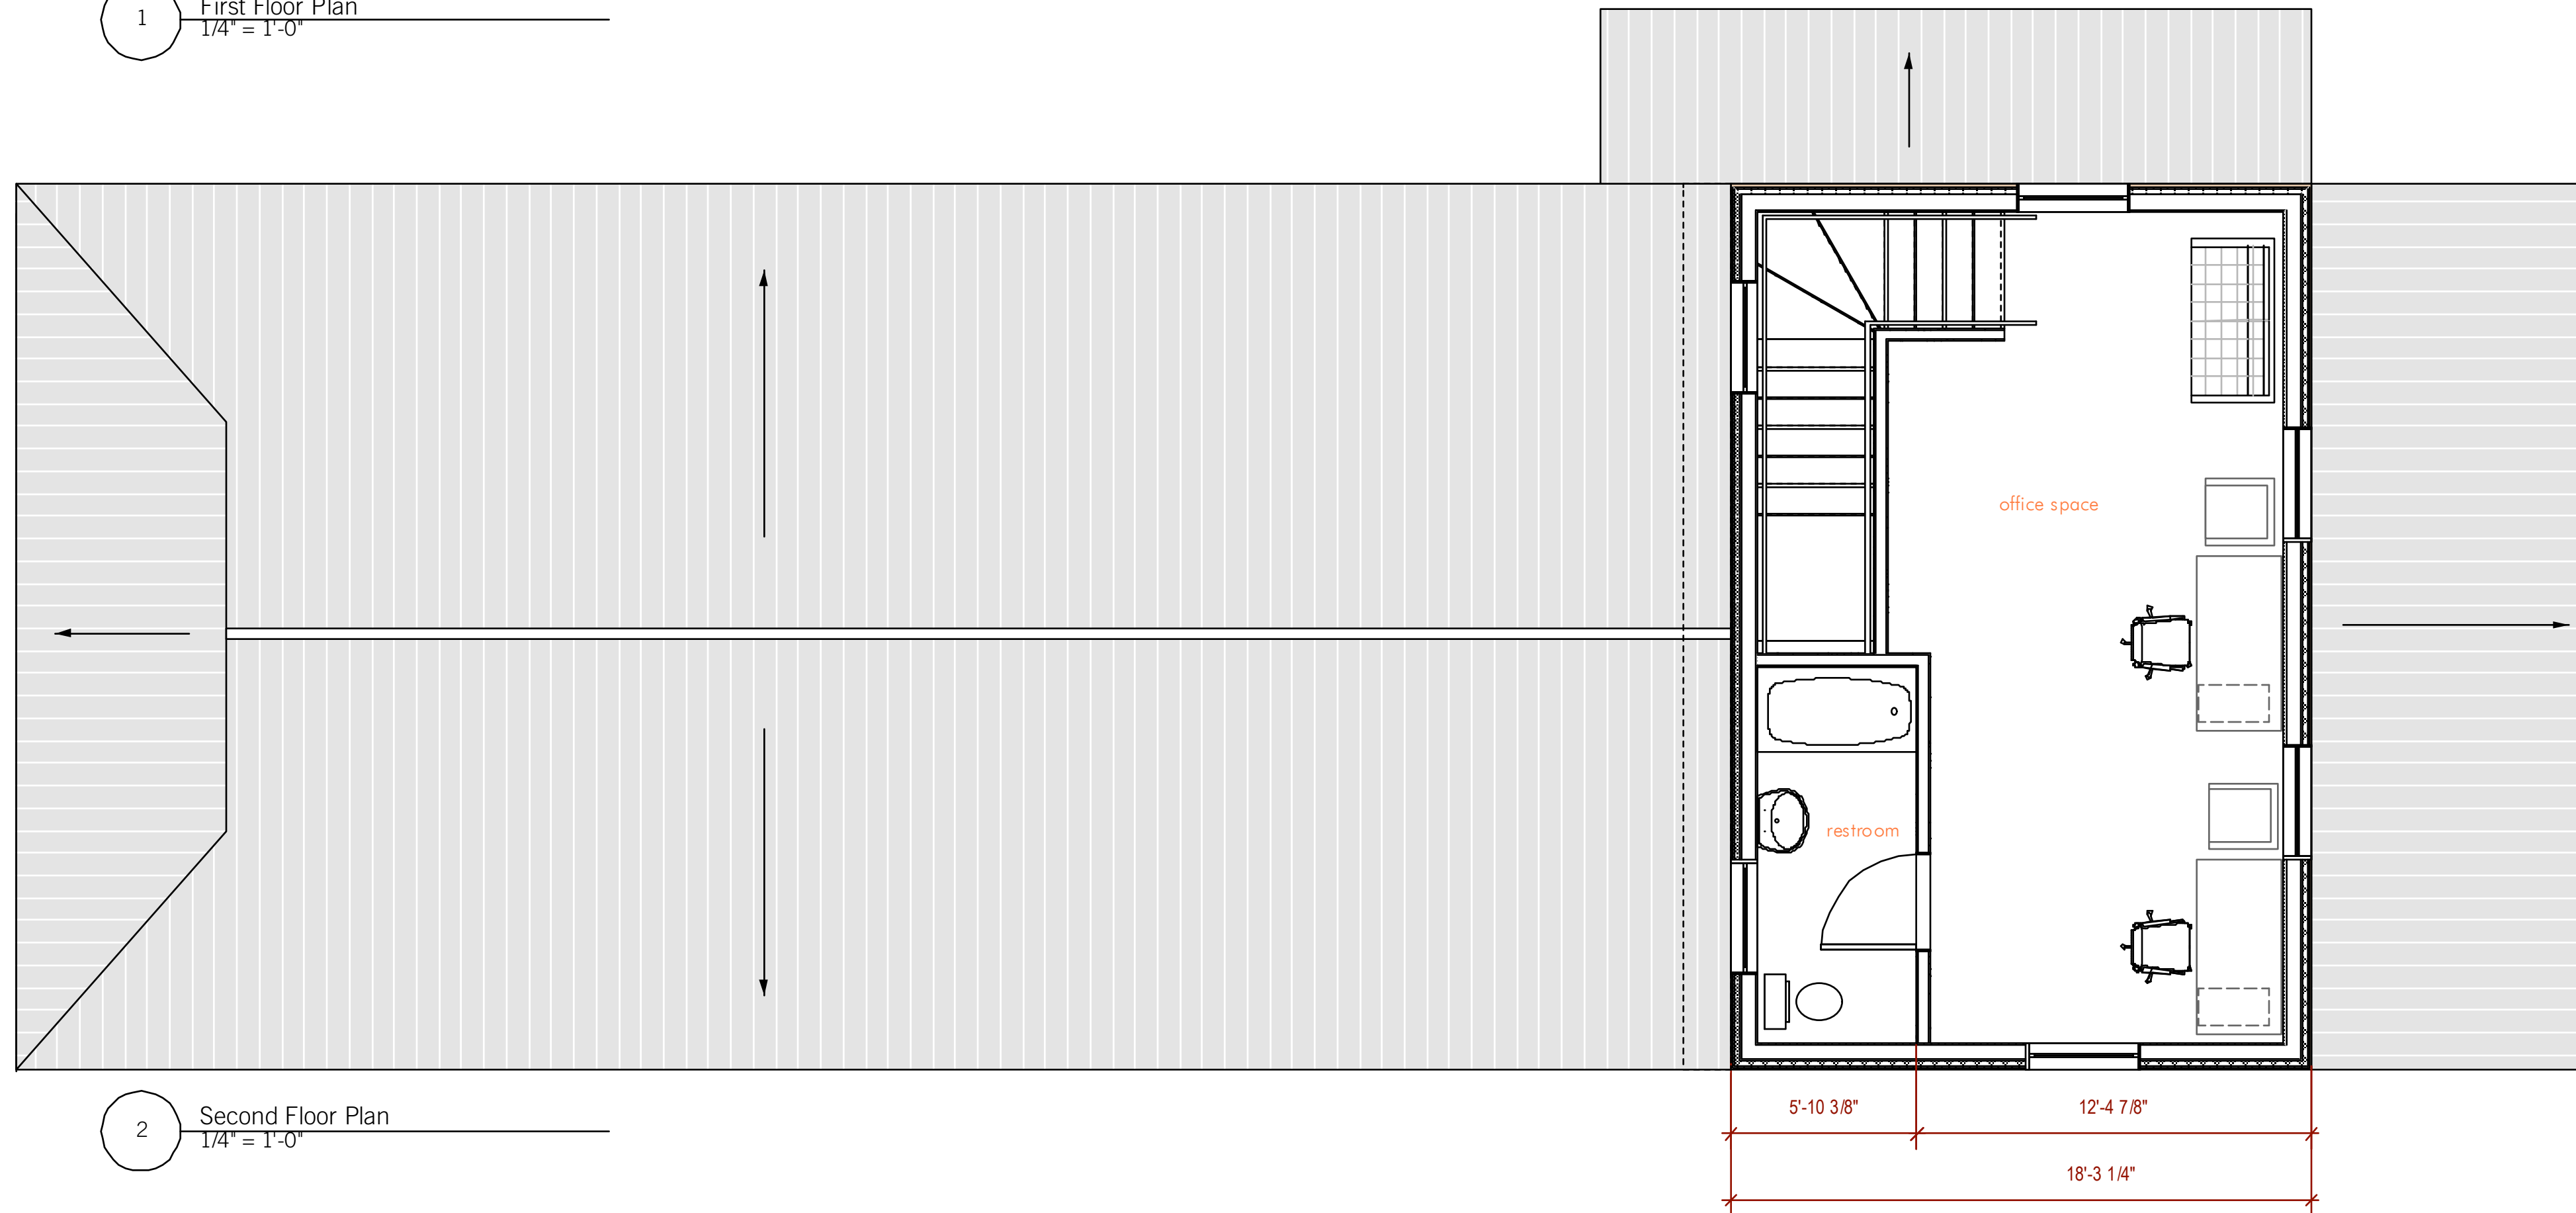 1
First Floor Plan
1/4" = 1'-0"
office space
restroom
5'-10 3/8"
12'-4 7/8"
18'-3 1/4"
2
Second Floor Plan
1/4" = 1'-0"